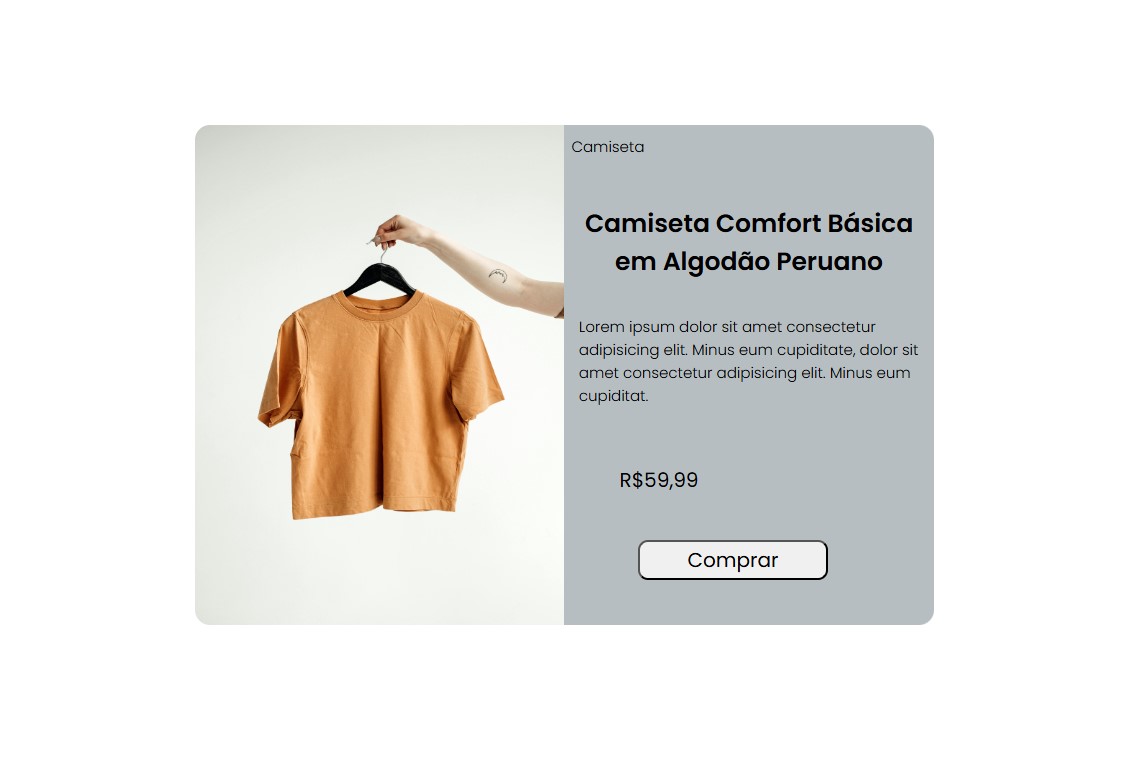 Camiseta
Camiseta Comfort Básica
em Algodão Peruano
Lorem ipsum dolor sit amet consectetur
adipisicing elit. Minus eum cupiditate, dolor sit
amet consectetur adipisicing elit. Minus eum
cupiditat.
R$59,99
Comprar